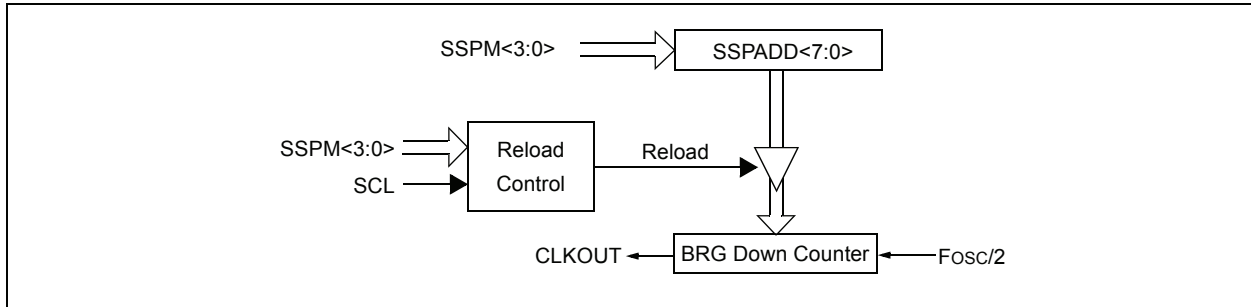 SSPM<3:0>
SSPADD<7:0>
SSPM<3:0>
SCL
Reload
Control
Reload
CLKOUT
BRG Down Counter
FOSC/2